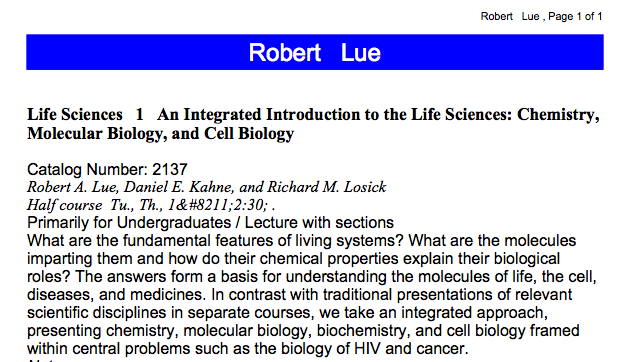 Robert Lue , Page 1 of 1
Robert Lue
Life Sciences 1 An Integrated Introduction to the Life Sciences: Chemistry,
Molecular Biology, and Cell Biology
Catalog Number: 2137
Robert A. Lue, Daniel E. Kahne, and Richard M. Losick
Half course Tu., Th., 1&#8211;2:30; .
Primarily for Undergraduates / Lecture with sections
What are the fundamental features of living systems? What are the molecules
imparting them and how do their chemical properties explain their biological
roles? The answers form a basis for understanding the molecules of life, the cell,
diseases, and medicines. In contrast with traditional presentations of relevant
scientific disciplines in separate courses, we take an integrated approach,
presenting chemistry, molecular biology, biochemistry, and cell biology framed
within central problems such as the biology of HIV and cancer.